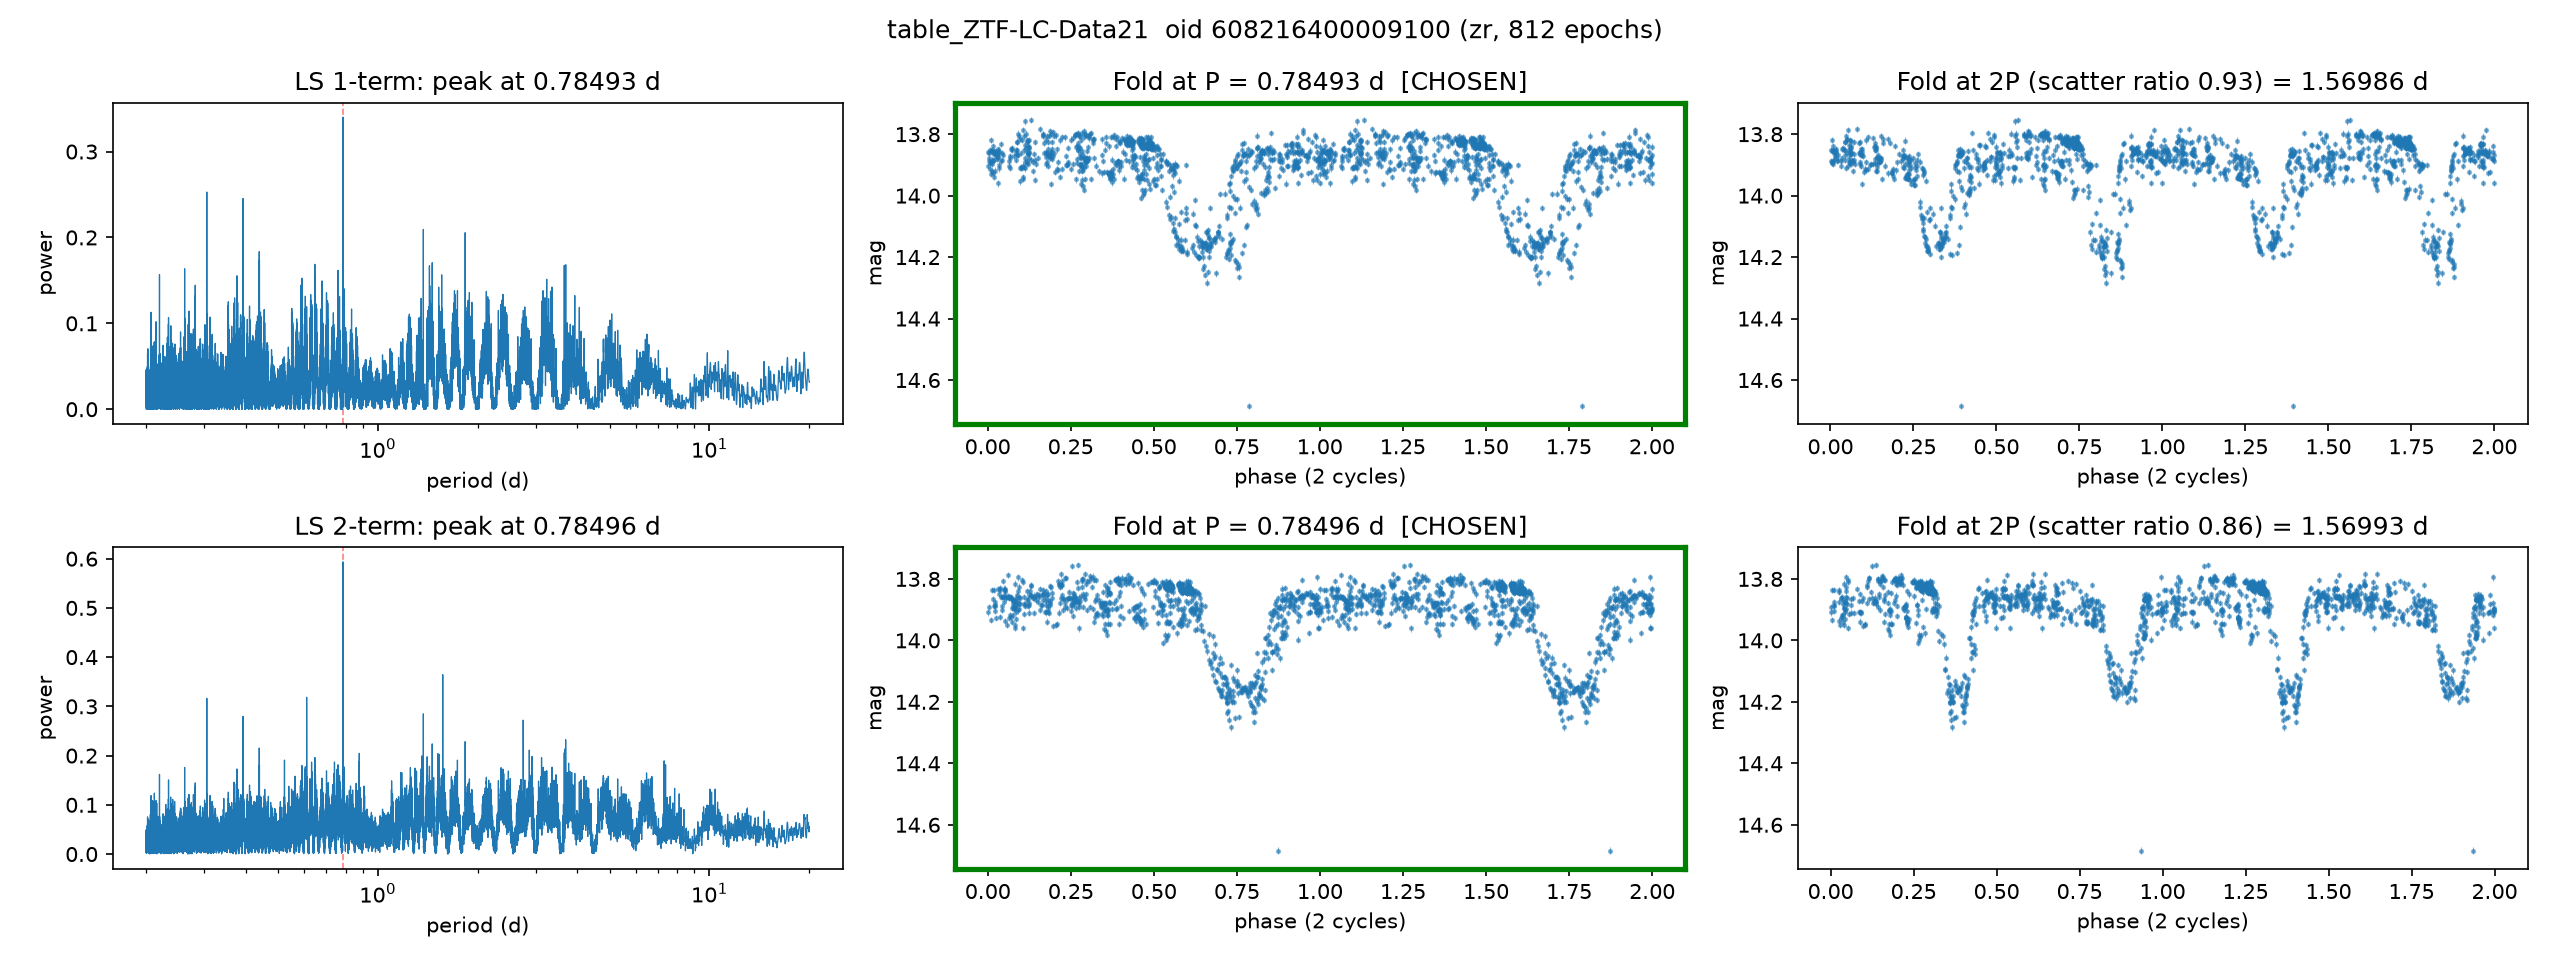 table_ZTF-LC-Data21  oid 608216400009100 (zr, 812 epochs)
LS 1-term: peak at 0.78493 d
Fold at P = 0.78493 d  [CHOSEN]
Fold at 2P (scatter ratio 0.93) = 1.56986 d
power
0.3
0.2
0.1
0.0
10⁰
10¹
period (d)
mag
13.8
14.0
14.2
14.4
14.6
0.00 0.25 0.50 0.75 1.00 1.25 1.50 1.75 2.00
phase (2 cycles)
mag
13.8
14.0
14.2
14.4
14.6
0.00 0.25 0.50 0.75 1.00 1.25 1.50 1.75 2.00
phase (2 cycles)
LS 2-term: peak at 0.78496 d
Fold at P = 0.78496 d  [CHOSEN]
Fold at 2P (scatter ratio 0.86) = 1.56993 d
power
0.6
0.5
0.4
0.3
0.2
0.1
0.0
10⁰
10¹
period (d)
mag
13.8
14.0
14.2
14.4
14.6
0.00 0.25 0.50 0.75 1.00 1.25 1.50 1.75 2.00
phase (2 cycles)
mag
13.8
14.0
14.2
14.4
14.6
0.00 0.25 0.50 0.75 1.00 1.25 1.50 1.75 2.00
phase (2 cycles)